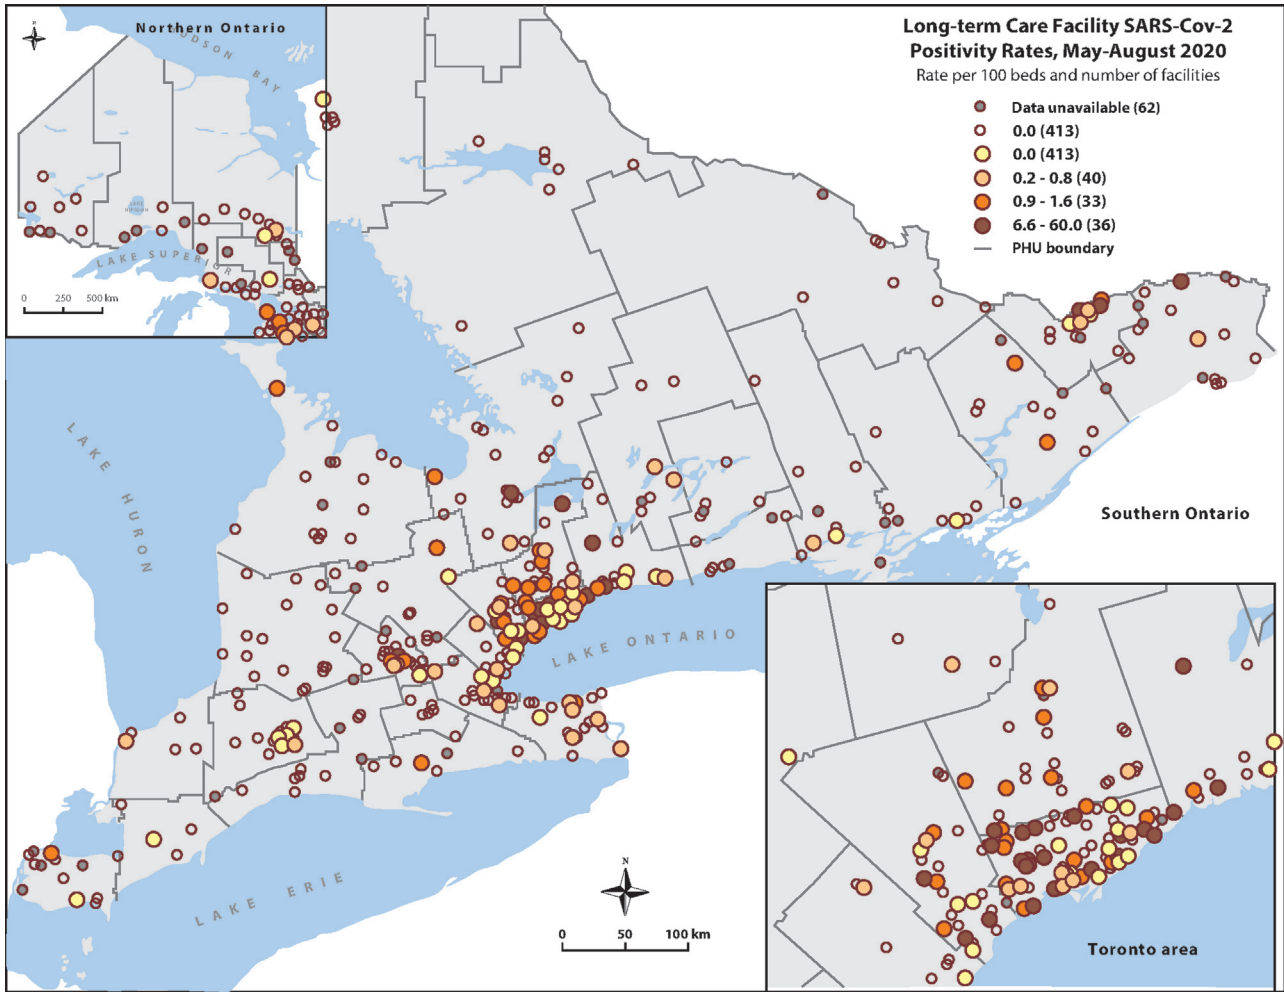 Northern Ontario
HUDSON BAY
LAKE NIPIGON
LAKE SUPERIOR
0 250 500 km
Long-term Care Facility SARS-Cov-2
Positivity Rates, May-August 2020
Rate per 100 beds and number of facilities
Data unavailable (62)
0.0 (413)
0.0 (413)
0.2 - 0.8 (40)
0.9 - 1.6 (33)
6.6 - 60.0 (36)
PHU boundary
LAKE HURON
Southern Ontario
LAKE ONTARIO
LAKE ERIE
N
0 50 100 km
Toronto area